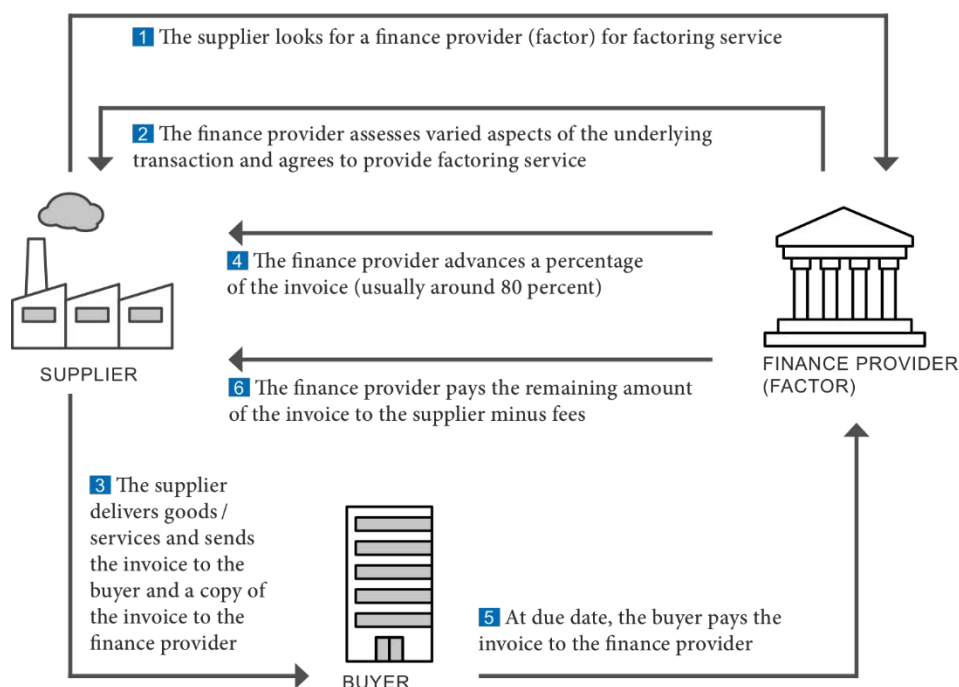 1 The supplier looks for a finance provider (factor) for factoring service
2 The finance provider assesses varied aspects of the underlying
transaction and agrees to provide factoring service
4 The finance provider advances a percentage
of the invoice (usually around 80 percent)
SUPPLIER
FINANCE PROVIDER
(FACTOR)
6 The finance provider pays the remaining amount
of the invoice to the supplier minus fees
3 The supplier
delivers goods/
services and sends
the invoice to the
buyer and a copy of
the invoice to the
finance provider
5 At due date, the buyer pays the
invoice to the finance provider
BUYER